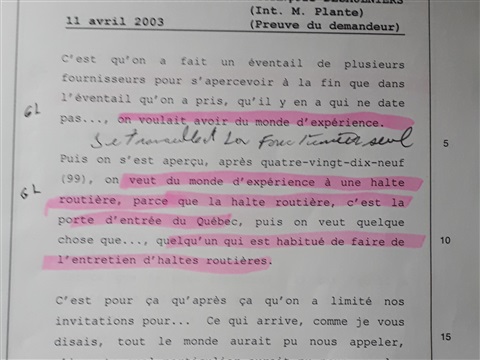 11 avril 2003
(Int. M. Plante)
(Preuve du demandeur)
C'est qu'on a fait un éventail de plusieurs
fournisseurs pour s'apercevoir à la fin que dans
l'éventail qu'on a pris, qu'il y en a qui ne date
GL
pas..., on voulait avoir du monde d'expérience.
5
Puis on s'est aperçu, après quatre-vingt-dix-neuf
(99), on veut du monde d'expérience à une halte
GL
routière, parce que la halte routière, c'est la
porte d'entrée du Québec, puis on veut quelque
chose que..., quelqu'un qui est habitué de faire de
10
l'entretien d'haltes routières.
C'est pour ça qu'après ça qu'on a limité nos
invitations pour... Ce qui arrive, comme je vous
disais, tout le monde aurait pu nous appeler,
15